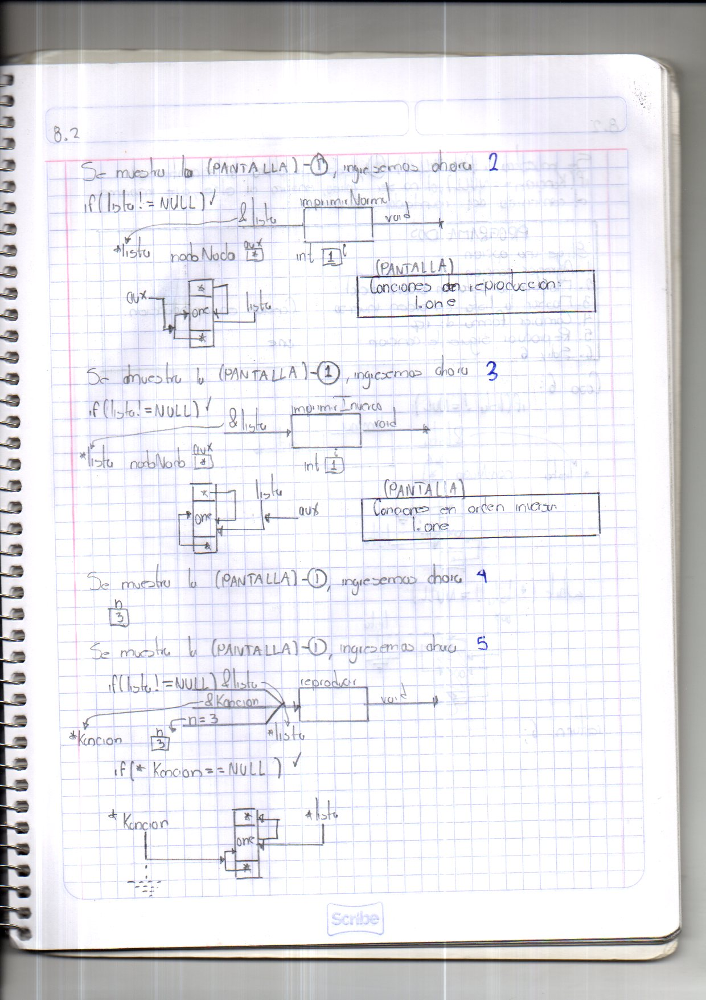 8.2
Se muestra la (PANTALLA)-①, ingresemos ahora 2
if(lista!=NULL)✓
imprimirNormal
&lista
void
*lista
nodoNodo
aux
*
int
1
i
(PANTALLA)
Canciones en reproducción:
1. one
aux
*
one
*
lista
Se muestra la (PANTALLA)-①, ingresemos ahora 3
if(lista!=NULL)✓
imprimirInverso
&lista
void
*lista
nodoNodo
aux
*
int
1
i
(PANTALLA)
Canciones en orden inverso:
1. one
*
one
*
lista
aux
Se muestra la (PANTALLA)-①, ingresemos ahora 4
n
3
Se muestra la (PANTALLA)-①, ingresemos ahora 5
if(lista!=NULL) &lista
reproducir
&Kancion
void
n=3
*Kancion
n
3
*lista
if(*Kancion==NULL) ✓
*Kancion
*
one
*
*lista
Scribe